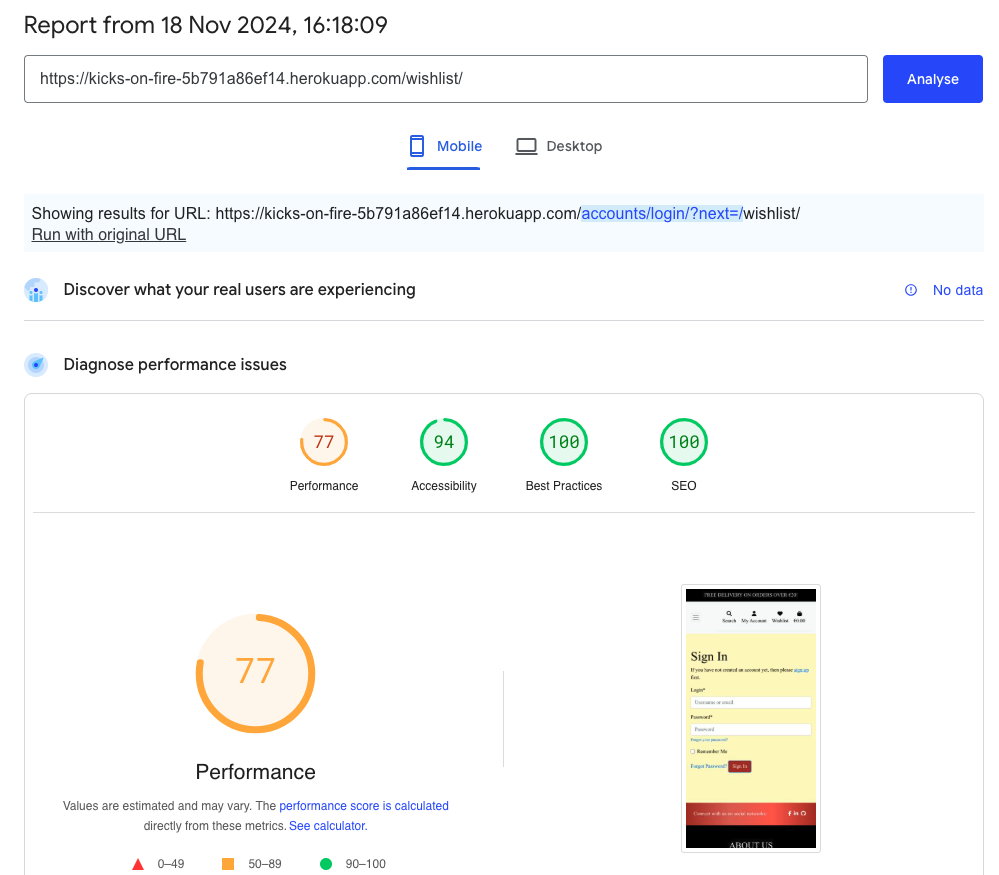 Report from 18 Nov 2024, 16:18:09
https://kicks-on-fire-5b791a86ef14.herokuapp.com/wishlist/
Analyse
Mobile
Desktop
Showing results for URL: https://kicks-on-fire-5b791a86ef14.herokuapp.com/accounts/login/?next=/wishlist/
Run with original URL
Discover what your real users are experiencing
No data
Diagnose performance issues
77
94
100
100
Performance
Accessibility
Best Practices
SEO
77
Performance
Values are estimated and may vary. The performance score is calculated
directly from these metrics. See calculator.
0–49
50–89
90–100
FREE DELIVERY ON ORDERS OVER €20!
Search
My Account
Wishlist
€0.00
Sign In
If you have not created an account yet, then please sign up
first.
Login*
Username or email
Password*
Password
Forgot your password?
Remember Me
Forgot Password?
Sign In
Connect with us on social networks:
ABOUT US